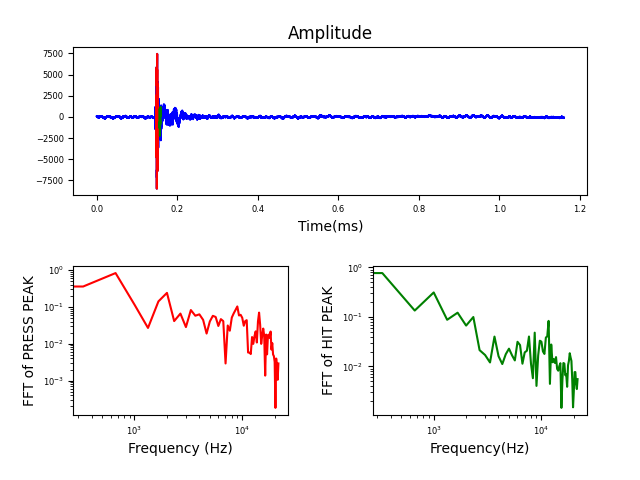 Amplitude
7500
5000
2500
0
−2500
−5000
−7500
0.0 0.2 0.4 0.6 0.8 1.0 1.2
Time(ms)
FFT of PRESS PEAK
10⁰
10⁻¹
10⁻²
10⁻³
10³ 10⁴
Frequency (Hz)
FFT of HIT PEAK
10⁰
10⁻¹
10⁻²
10³ 10⁴
Frequency(Hz)